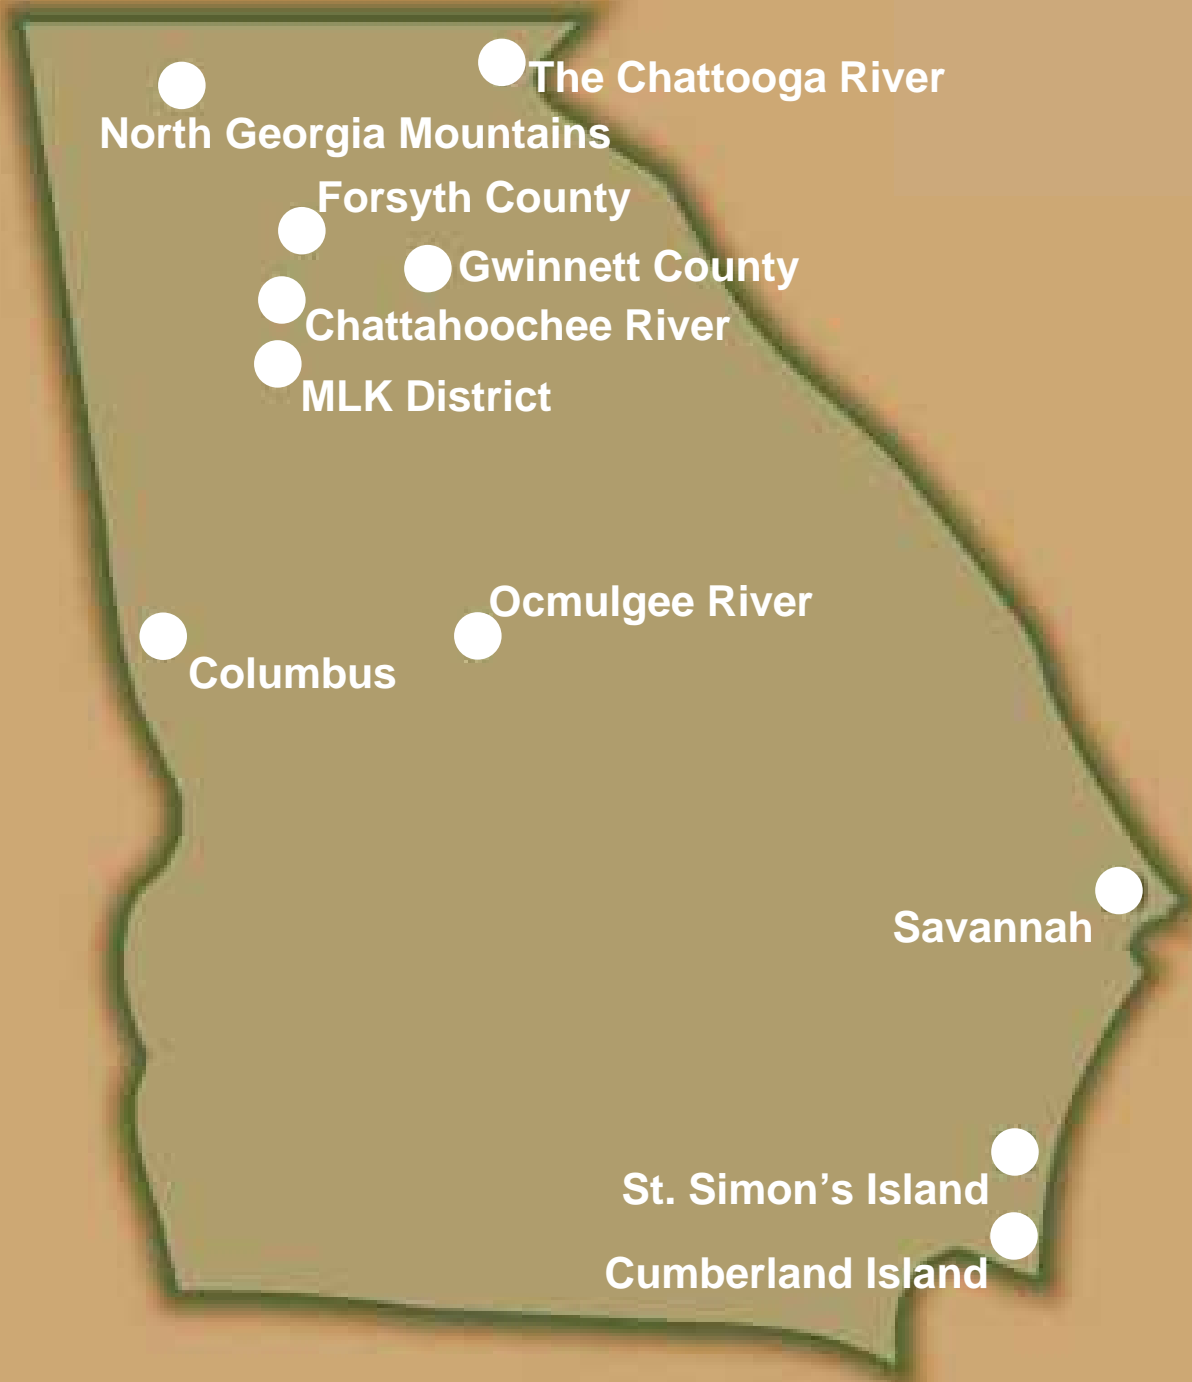 The Chattooga River
North Georgia Mountains
Forsyth County
Gwinnett County
Chattahoochee River
MLK District
Ocmulgee River
Columbus
Savannah
St. Simon’s Island
Cumberland Island